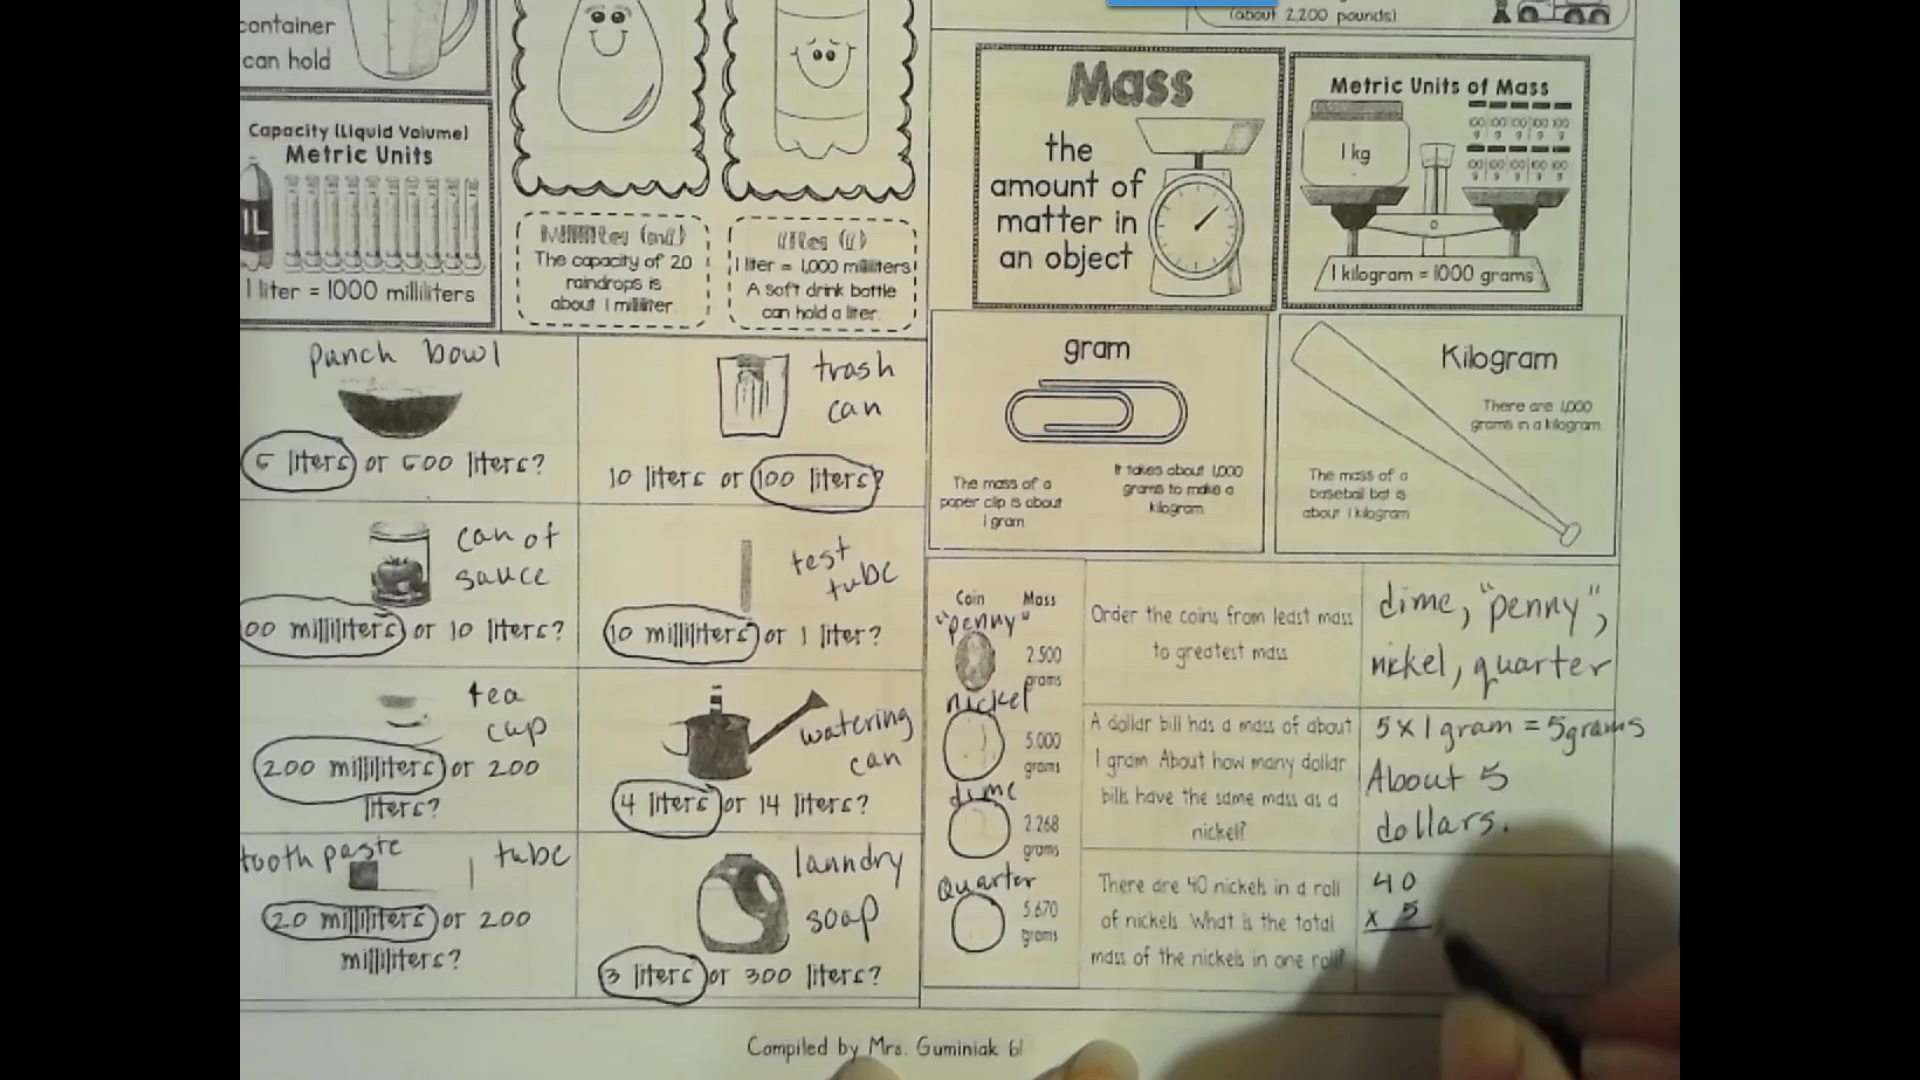 container
can hold
Capacity (Liquid Volume)
Metric Units
1 liter = 1000 milliliters
(mL)
The capacity of 20
raindrops is
about 1 milliliter.
(L)
1 liter = 1,000 milliliters
A soft drink bottle
can hold a liter.
punch bowl
5 liters or 500 liters?
trash
can
10 liters or 100 liters?
can of
sauce
00 milliliters or 10 liters?
test
tube
10 milliliters or 1 liter?
tea
cup
200 milliliters or 200
liters?
watering
can
4 liters or 14 liters?
tooth paste tube
20 milliliters or 200
milliliters?
laundry
soap
3 liters or 300 liters?
(about 2,200 pounds)
Mass
the
amount of
matter in
an object
Metric Units of Mass
1 kg
100 100 100 100 100
g g g g g
100 100 100 100 100
g g g g g
1 kilogram = 1000 grams
gram
The mass of a
paper clip is about
1 gram
It takes about 1,000
grams to make a
kilogram
Kilogram
There are 1,000
grams in a kilogram.
The mass of a
baseball bat is
about 1 kilogram
Coin Mass
"penny"
2.500
grams
nickel
5.000
grams
dime
2.268
grams
Quarter
5.670
grams
Order the coins from least mass
to greatest mass
dime, "penny",
nickel, quarter
A dollar bill has a mass of about
1 gram. About how many dollar
bills have the same mass as a
nickel?
5 x 1 gram = 5 grams
About 5
dollars.
There are 40 nickels in a roll
of nickels. What is the total
mass of the nickels in one roll?
40
x 5
Compiled by Mrs. Guminiak 61